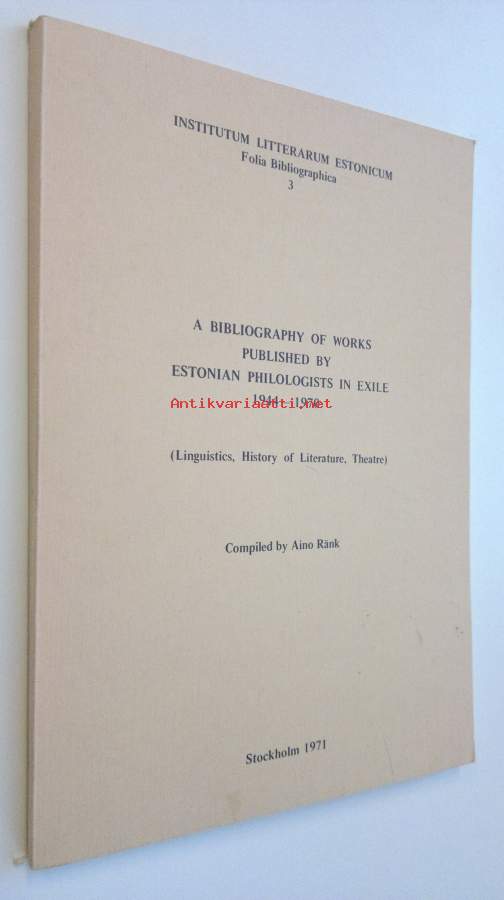 INSTITUTUM LITTERARUM ESTONICUM
Folia Bibliographica
3
A BIBLIOGRAPHY OF WORKS
PUBLISHED BY
ESTONIAN PHILOLOGISTS IN EXILE
1944-1970
Antikvariaatti.net
(Linguistics, History of Literature, Theatre)
Compiled by Aino Ränk
Stockholm 1971